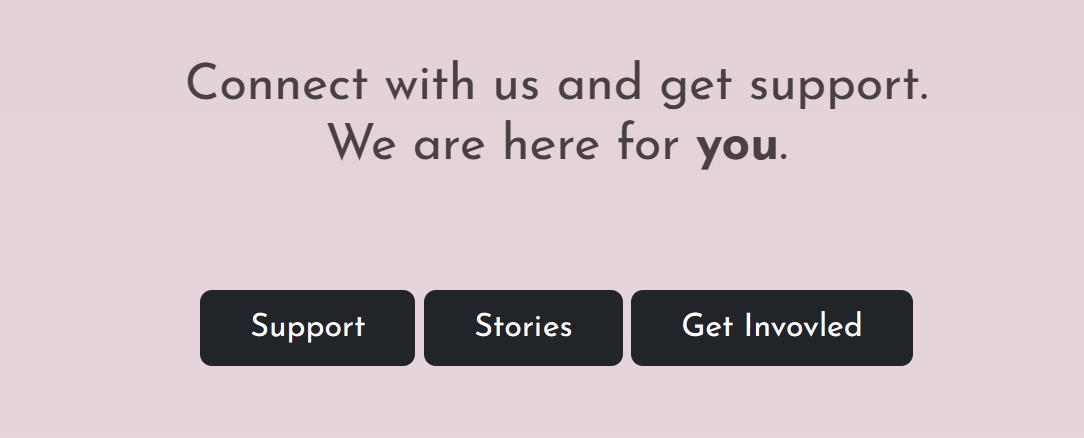 Connect with us and get support.
We are here for you.
Support Stories Get Invovled